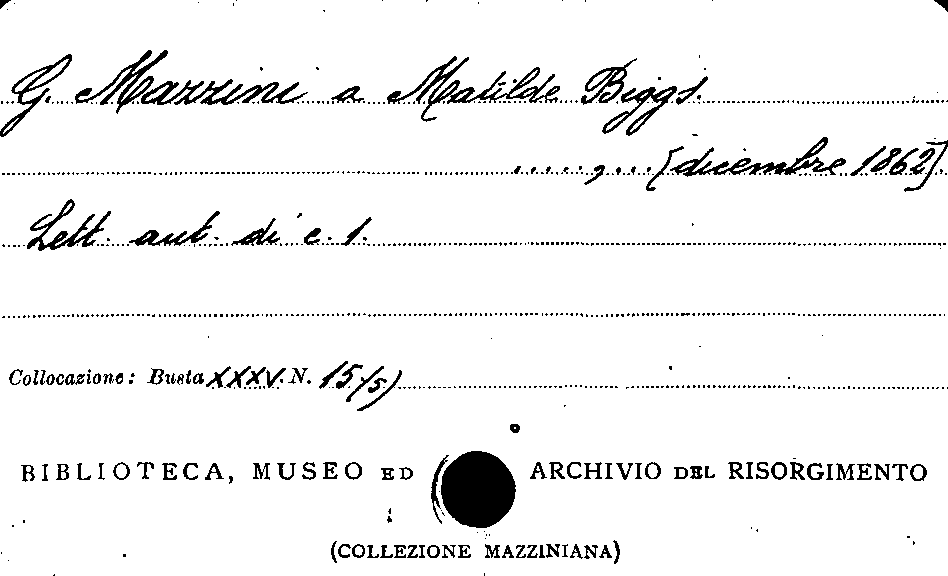 G. Mazzini a Matilde Biggs.
....., ... [dicembre 1862].
Lett. aut. di c. 1.
Collocazione: Busta XXXV. N. 15/5)
BIBLIOTECA, MUSEO ED ARCHIVIO DEL RISORGIMENTO
(COLLEZIONE MAZZINIANA)